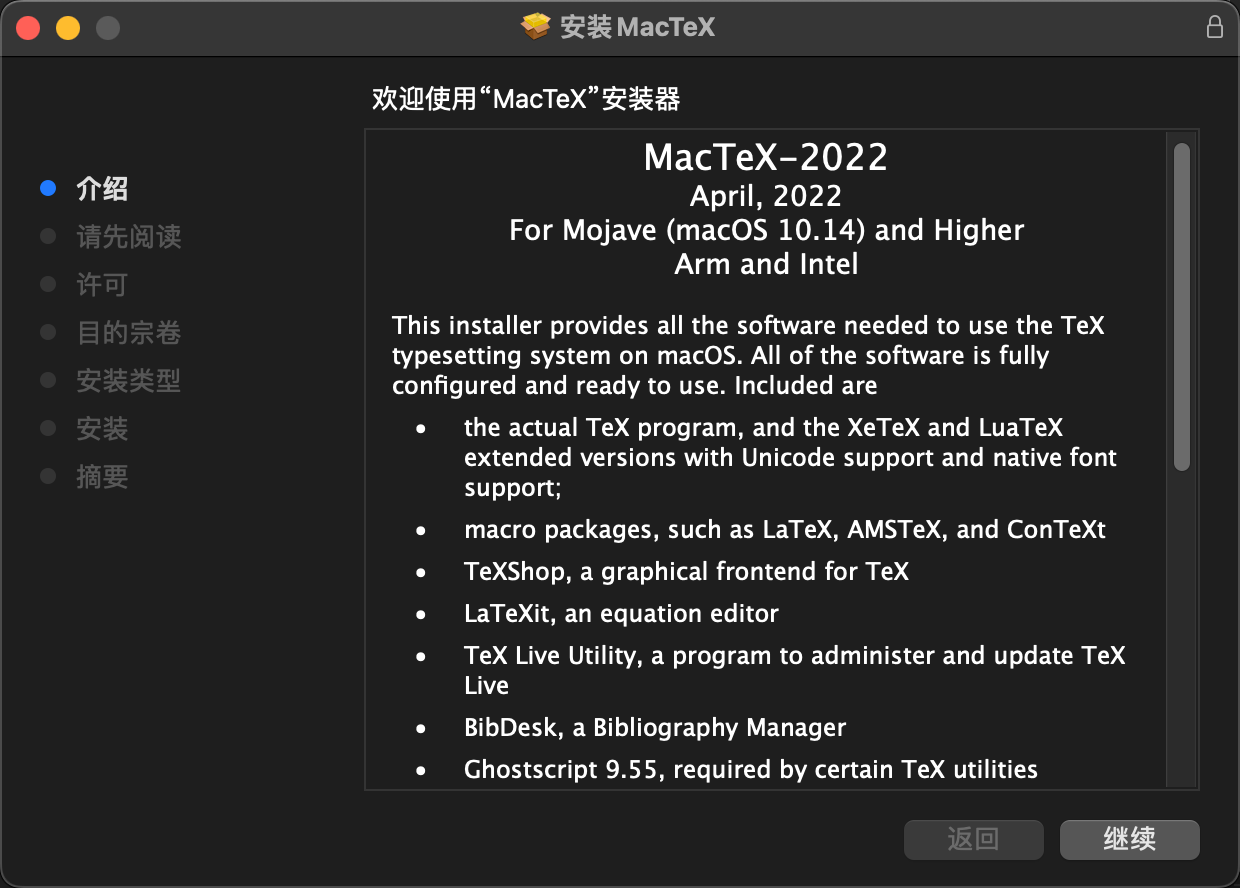 安装 MacTeX
欢迎使用“MacTeX”安装器
介绍
请先阅读
许可
目的宗卷
安装类型
安装
摘要
MacTeX-2022
April, 2022
For Mojave (macOS 10.14) and Higher
Arm and Intel
This installer provides all the software needed to use the TeX
typesetting system on macOS. All of the software is fully
configured and ready to use. Included are
• the actual TeX program, and the XeTeX and LuaTeX
extended versions with Unicode support and native font
support;
• macro packages, such as LaTeX, AMSTeX, and ConTeXt
• TeXShop, a graphical frontend for TeX
• LaTeXit, an equation editor
• TeX Live Utility, a program to administer and update TeX
Live
• BibDesk, a Bibliography Manager
• Ghostscript 9.55, required by certain TeX utilities
返回
继续